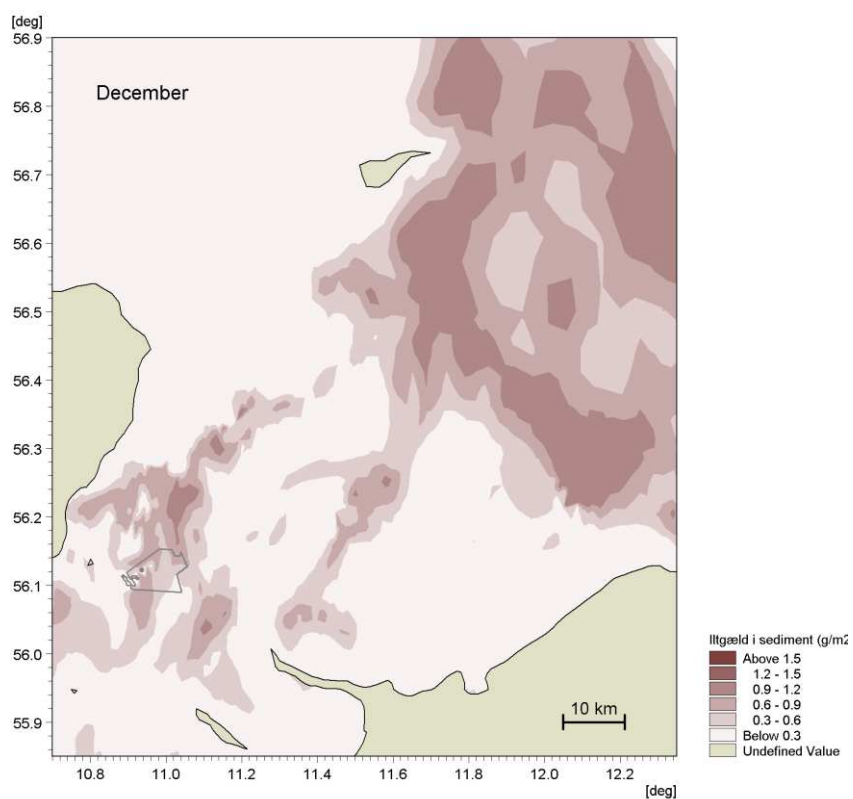 [deg]
56.9
December
56.8
56.7
56.6
56.5
56.4
56.3
56.2
56.1
56.0
55.9
10 km
10.8 11.0 11.2 11.4 11.6 11.8 12.0 12.2
[deg]
Iltgæld i sediment (g/m2
Above 1.5
1.2 - 1.5
0.9 - 1.2
0.6 - 0.9
0.3 - 0.6
Below 0.3
Undefined Value